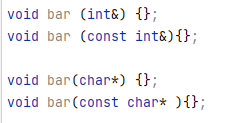 void bar (int&) {};
void bar (const int&){};
void bar(char*) {};
void bar(const char* ){};